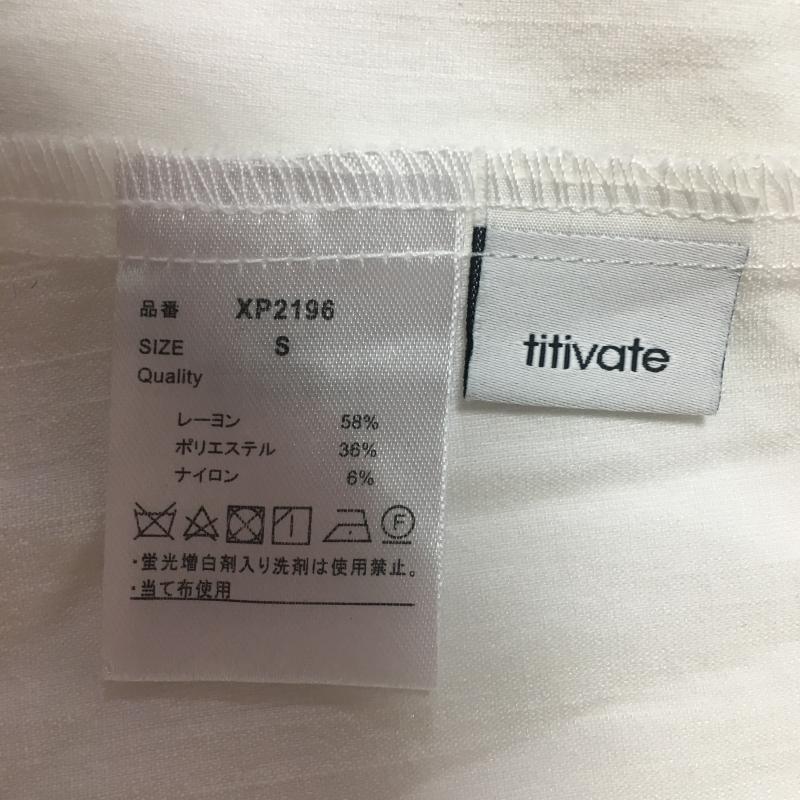 品番 XP2196
SIZE S
Quality
レーヨン 58%
ポリエステル 36%
ナイロン 6%
F
・蛍光増白剤入り洗剤は使用禁止。
・当て布使用
titivate